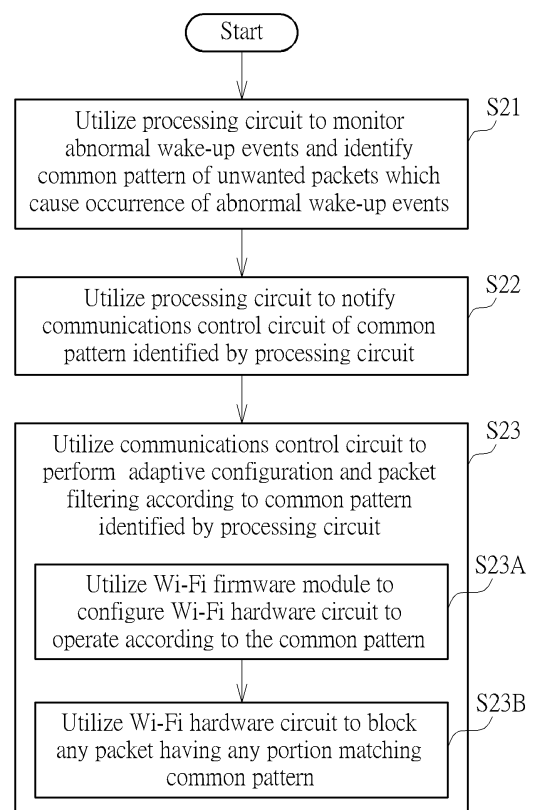 Start
S21
Utilize processing circuit to monitor
abnormal wake-up events and identify
common pattern of unwanted packets which
cause occurrence of abnormal wake-up events
S22
Utilize processing circuit to notify
communications control circuit of common
pattern identified by processing circuit
S23
Utilize communications control circuit to
perform adaptive configuration and packet
filtering according to common pattern
identified by processing circuit
S23A
Utilize Wi-Fi firmware module to
configure Wi-Fi hardware circuit to
operate according to the common pattern
S23B
Utilize Wi-Fi hardware circuit to block
any packet having any portion matching
common pattern